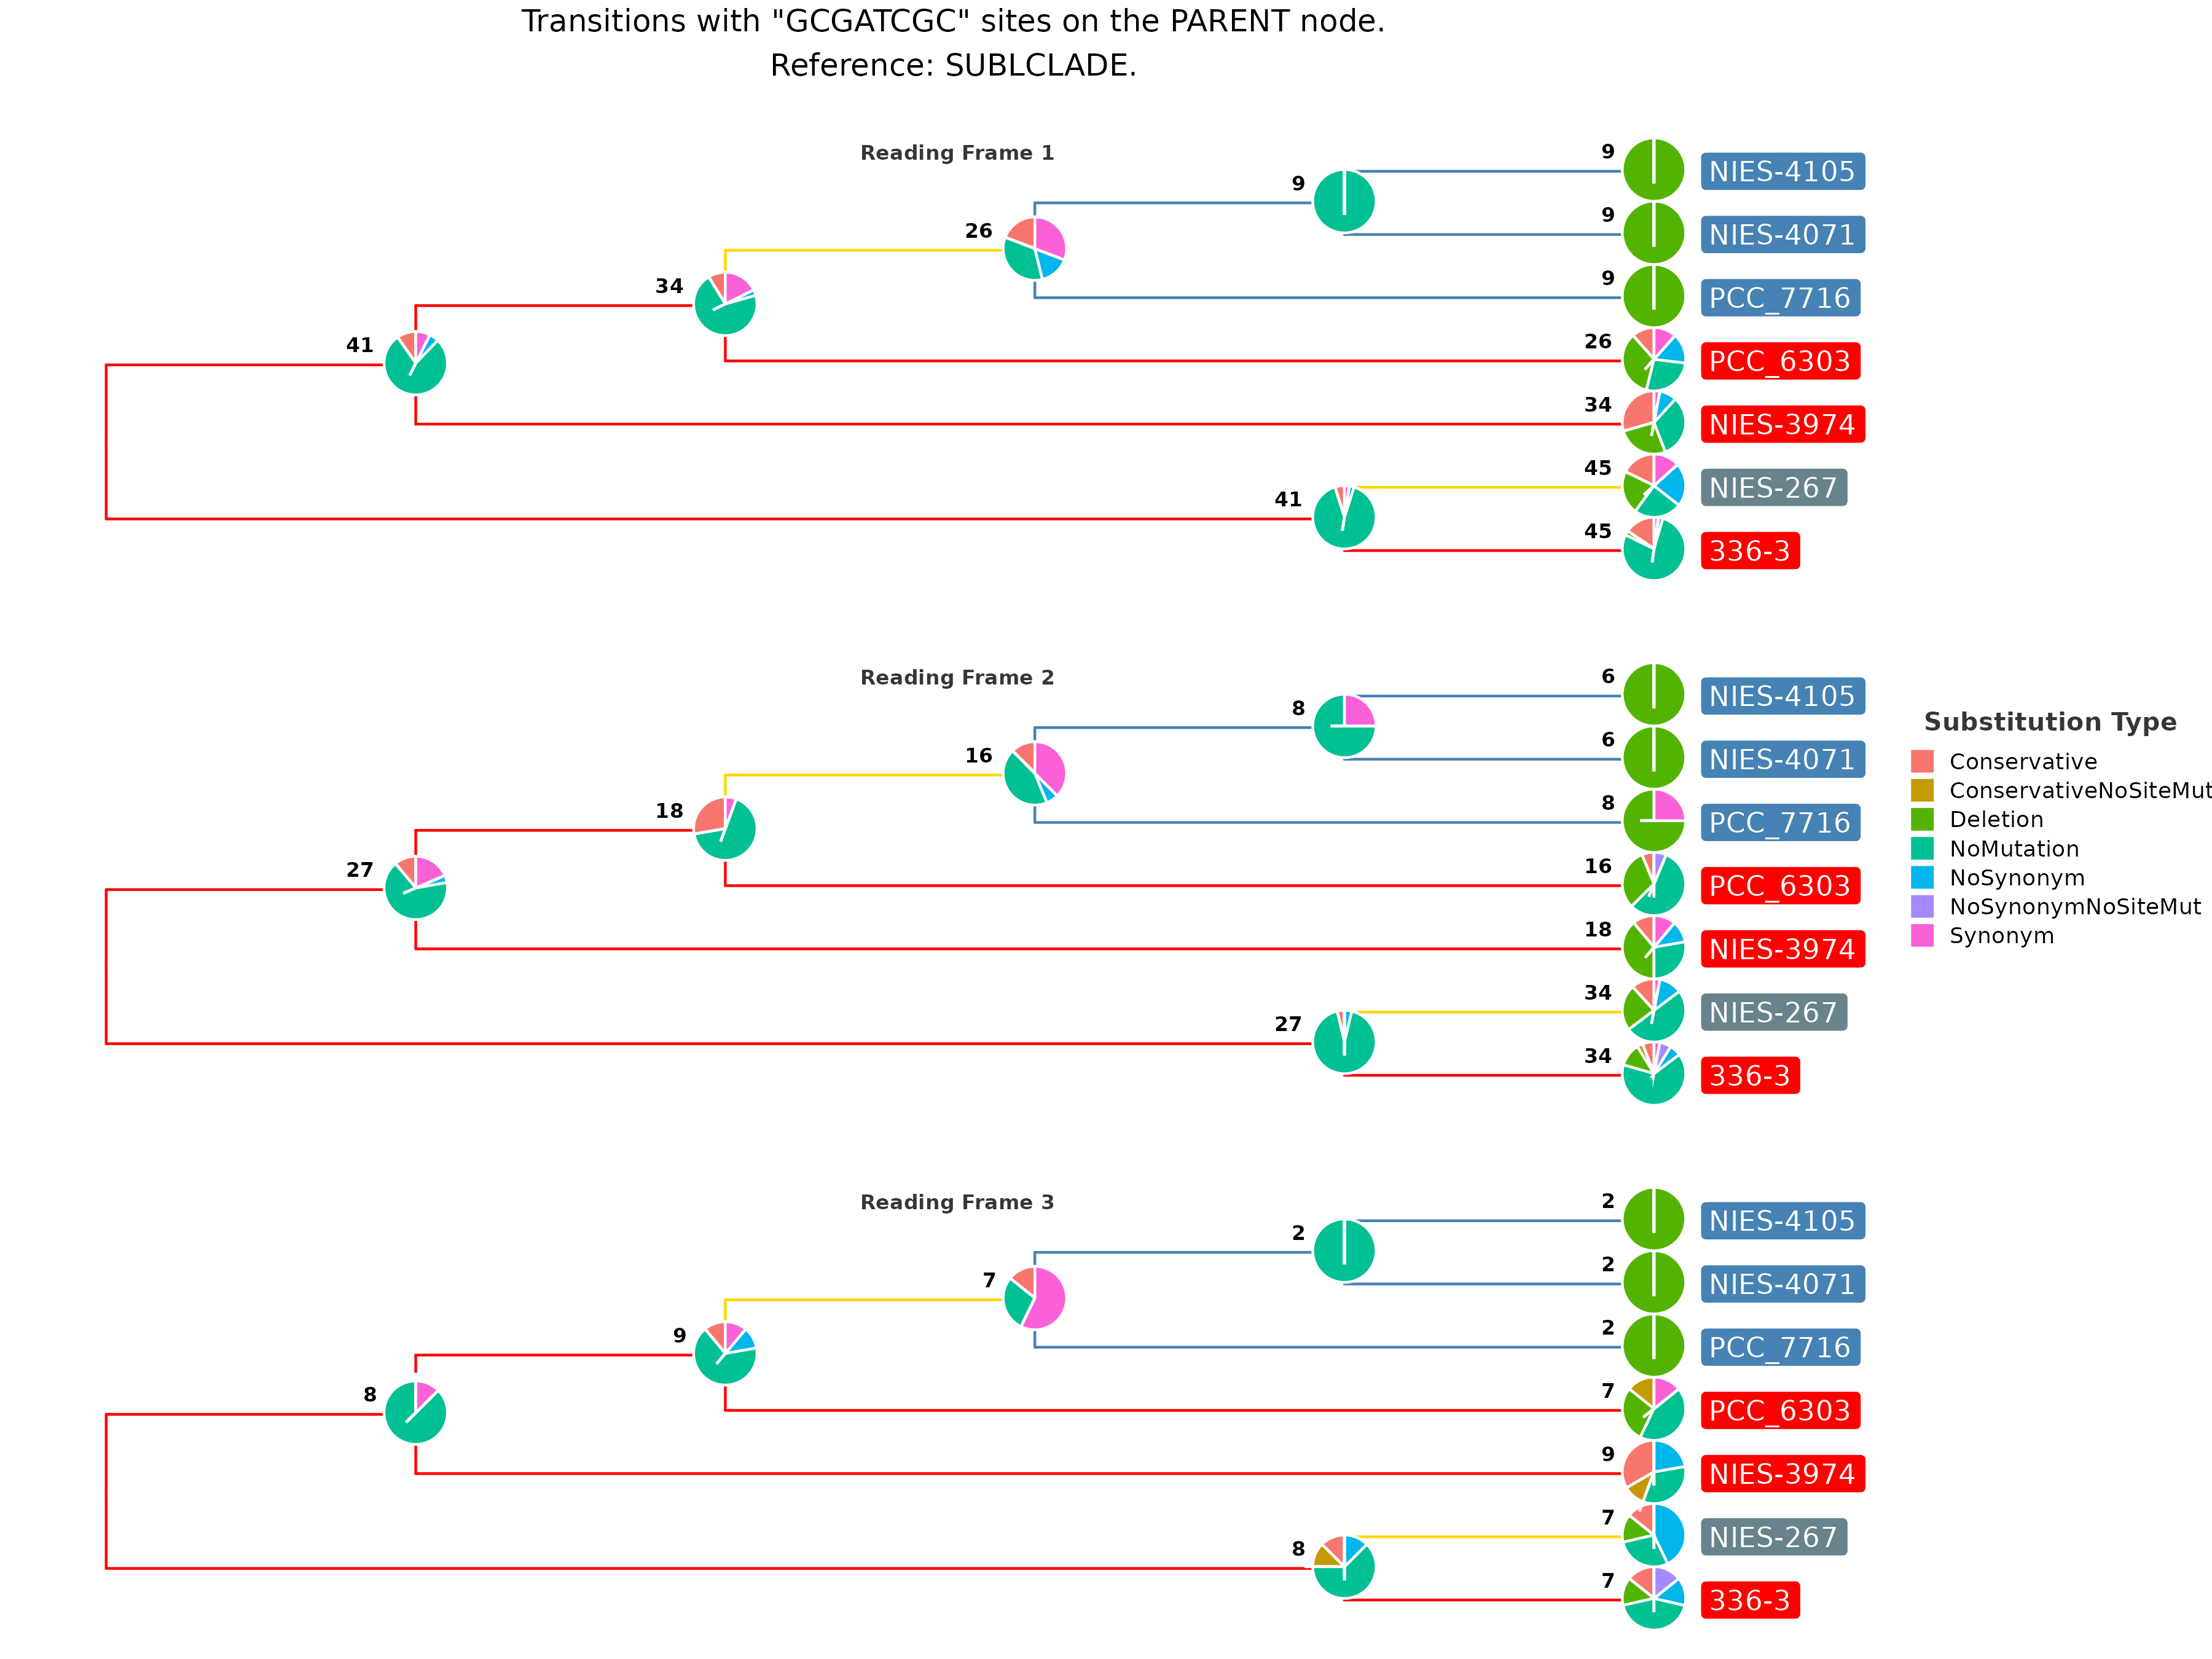 Transitions with "GCGATCGC" sites on the PARENT node.
Reference: SUBLCLADE.
Reading Frame 1
9 NIES-4105
9
9 NIES-4071
26
9 PCC_7716
34
26 PCC_6303
41
34 NIES-3974
45 NIES-267
41
45 336-3
Reading Frame 2
6 NIES-4105
8
6 NIES-4071
16
8 PCC_7716
18
16 PCC_6303
27
18 NIES-3974
34 NIES-267
27
34 336-3
Reading Frame 3
2 NIES-4105
2
2 NIES-4071
7
2 PCC_7716
9
7 PCC_6303
8
9 NIES-3974
7 NIES-267
8
7 336-3
Substitution Type
Conservative
ConservativeNoSiteMut
Deletion
NoMutation
NoSynonym
NoSynonymNoSiteMut
Synonym